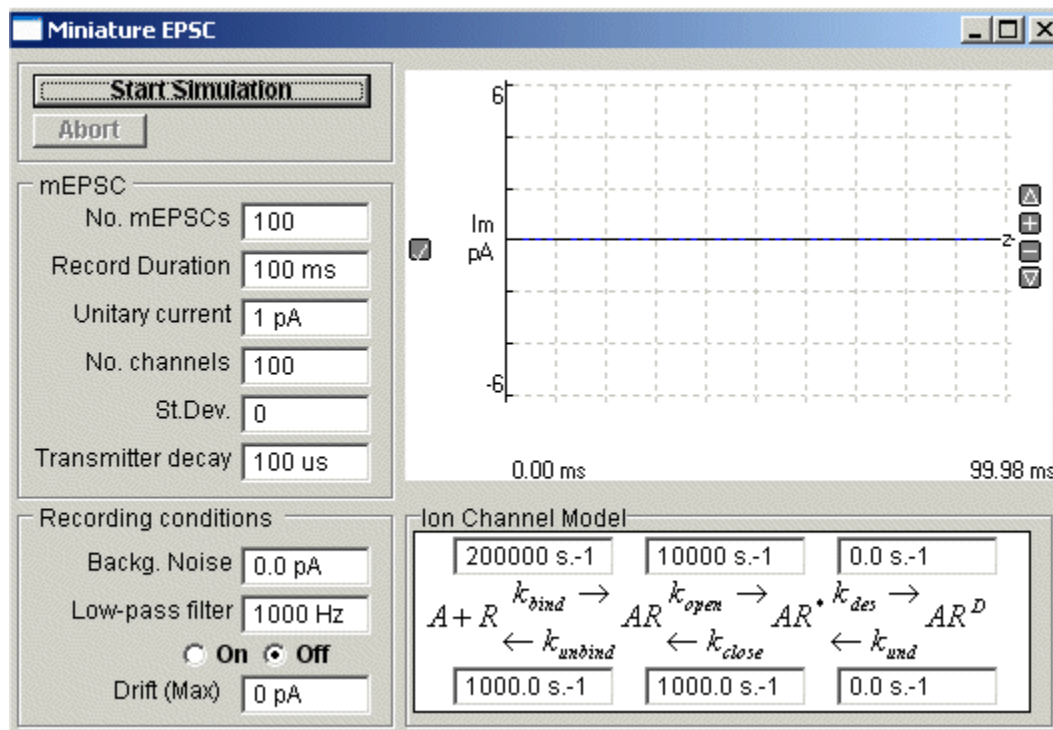 Miniature EPSC
Start Simulation
Abort
mEPSC
No. mEPSCs 100
Record Duration 100 ms
Unitary current 1 pA
No. channels 100
St.Dev. 0
Transmitter decay 100 us
Recording conditions
Backg. Noise 0.0 pA
Low-pass filter 1000 Hz
On Off
Drift (Max) 0 pA
6
Im
pA
z
-6
0.00 ms 99.98 ms
Ion Channel Model
200000 s.-1 10000 s.-1 0.0 s.-1
A + R k_bind → AR k_open → AR• k_des → AR^D
← k_unbind ← k_close ← k_und
1000.0 s.-1 1000.0 s.-1 0.0 s.-1